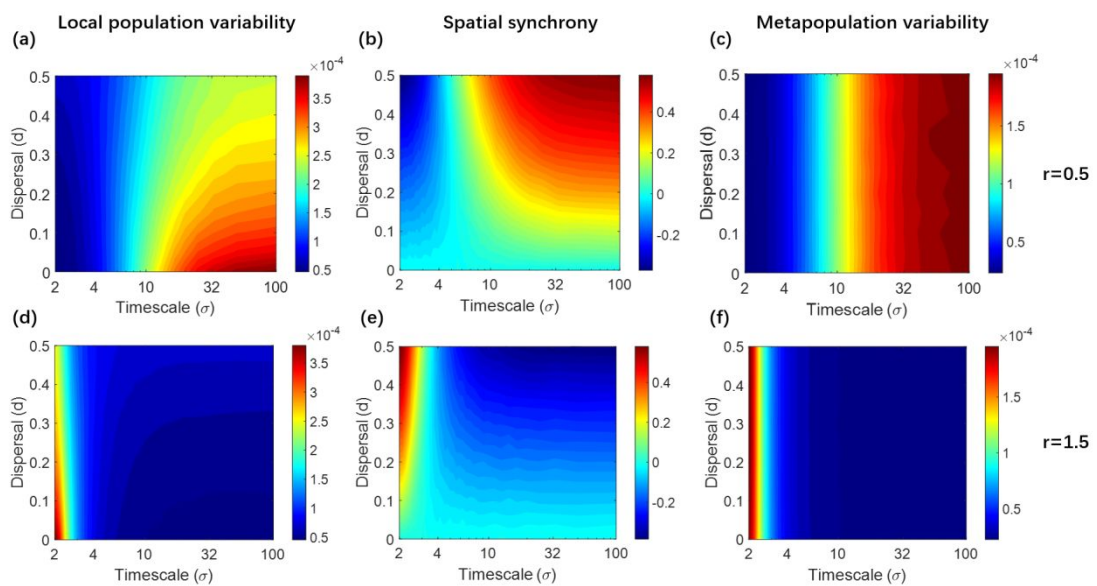 Local population variability
Spatial synchrony
Metapopulation variability
(a)
(b)
(c)
×10⁻⁴
0.5
0.4
0.3
0.2
0.1
0
Dispersal (d)
2 4 10 32 100
Timescale (σ)
3.5
3
2.5
2
1.5
1
0.5
0.5
0.4
0.3
0.2
0.1
0
Dispersal (d)
2 4 10 32 100
Timescale (σ)
0.4
0.2
0
-0.2
×10⁻⁴
0.5
0.4
0.3
0.2
0.1
0
Dispersal (d)
2 4 10 32 100
Timescale (σ)
1.5
1
0.5
r=0.5
(d)
(e)
(f)
×10⁻⁴
0.5
0.4
0.3
0.2
0.1
0
Dispersal (d)
2 4 10 32 100
Timescale (σ)
3.5
3
2.5
2
1.5
1
0.5
0.5
0.4
0.3
0.2
0.1
0
Dispersal (d)
2 4 10 32 100
Timescale (σ)
0.4
0.2
0
-0.2
×10⁻⁴
0.5
0.4
0.3
0.2
0.1
0
Dispersal (d)
2 4 10 32 100
Timescale (σ)
1.5
1
0.5
r=1.5